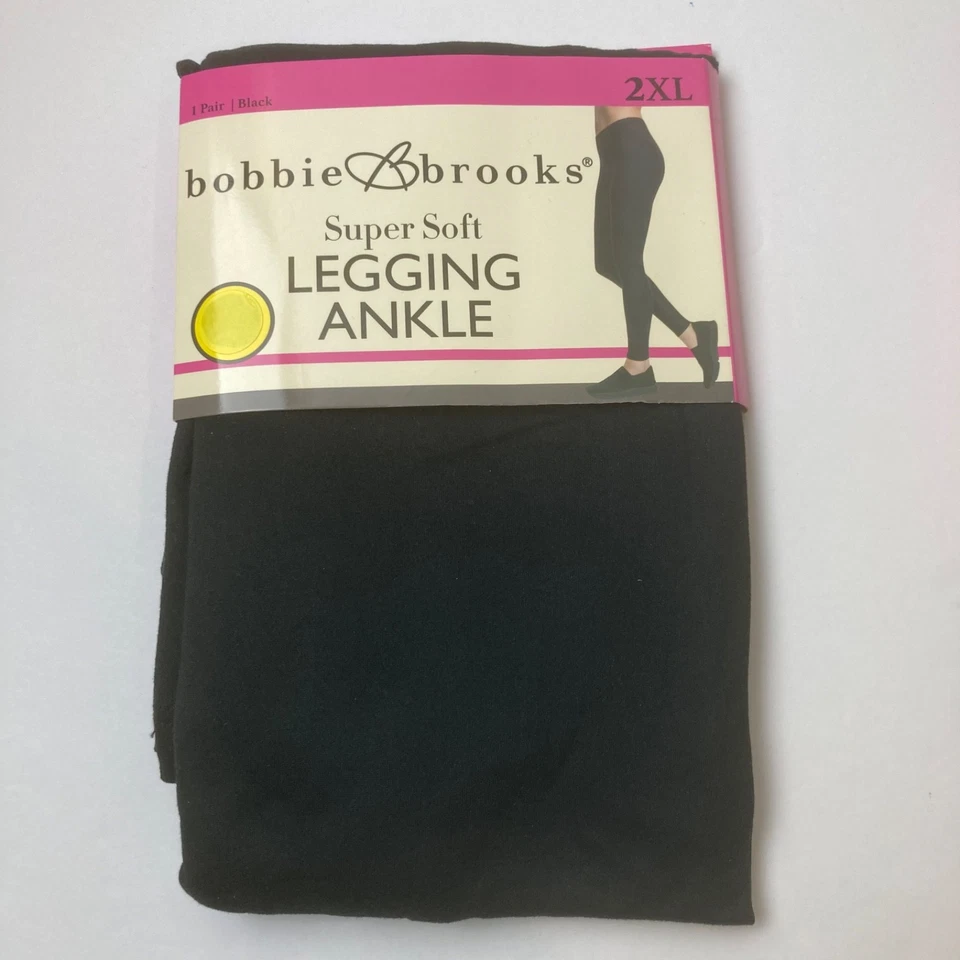 1 Pair | Black
2XL
bobbie B brooks®
Super Soft
LEGGING
ANKLE